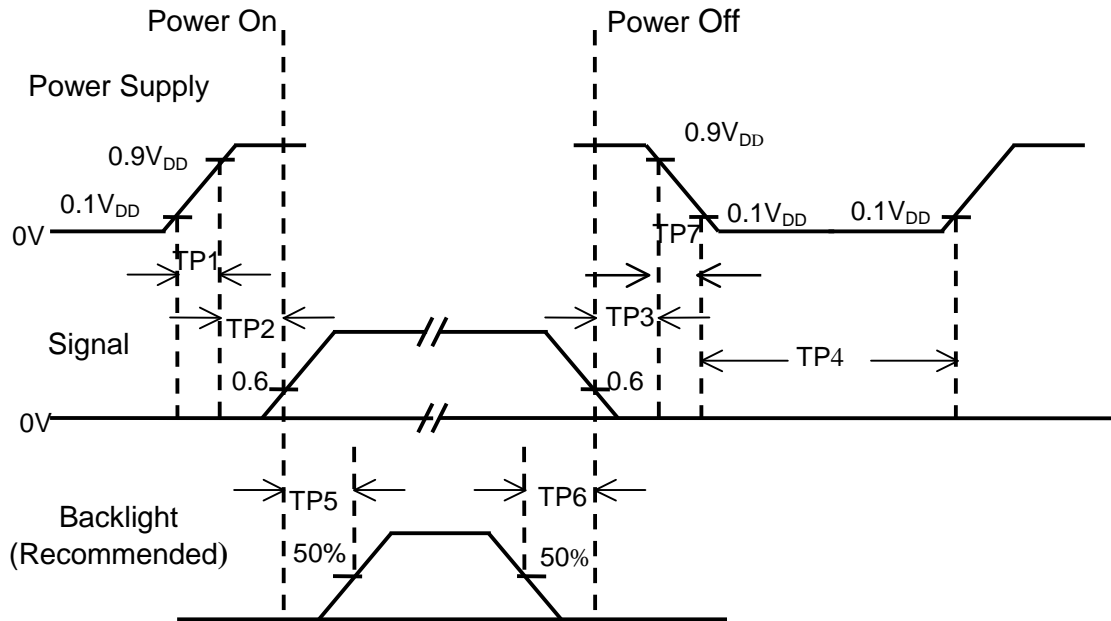 Power On
Power Off
Power Supply
0.9VDD
0.9VDD
0.1VDD
0.1VDD
0.1VDD
0V
TP1
TP7
TP2
TP3
TP4
Signal
0.6
0.6
0V
TP5
TP6
Backlight
(Recommended)
50%
50%